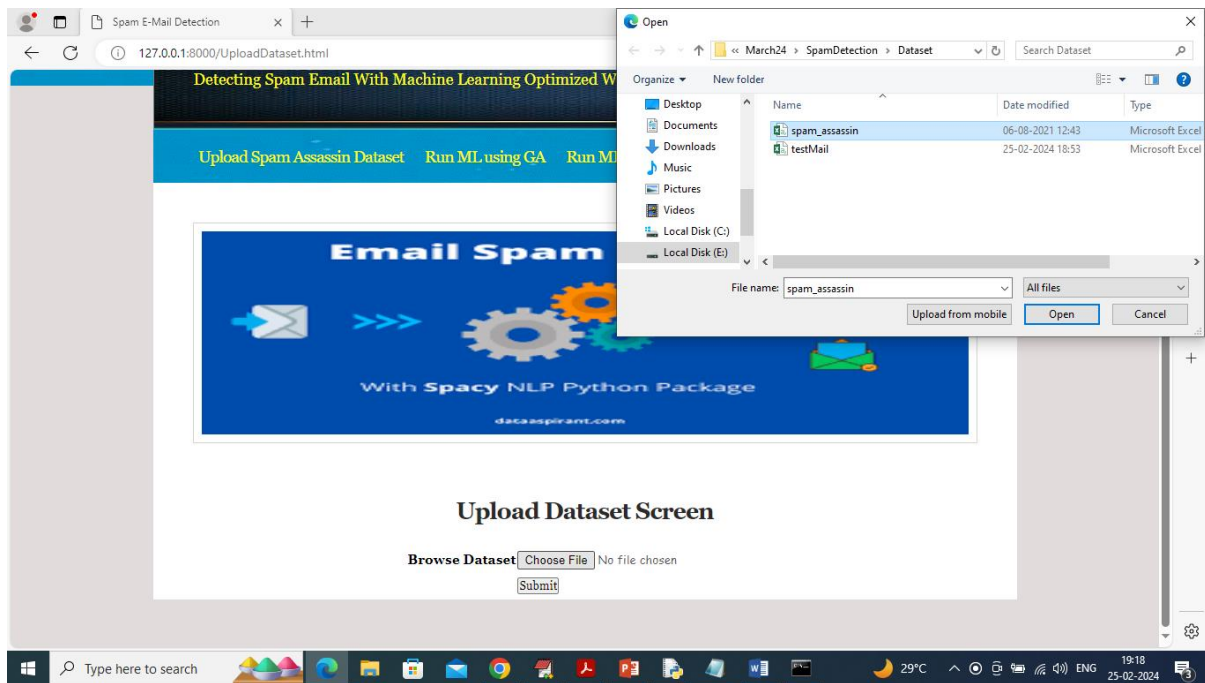 Spam E-Mail Detection
127.0.0.1:8000/UploadDataset.html
Detecting Spam Email With Machine Learning Optimized W
Upload Spam Assassin Dataset Run ML using GA Run Ml
Email Spam
>>>
With Spacy NLP Python Package
dataaspirant.com
Upload Dataset Screen
Browse Dataset Choose File No file chosen
Submit
Open
« March24 > SpamDetection > Dataset
Search Dataset
Organize New folder
Desktop
Documents
Downloads
Music
Pictures
Videos
Local Disk (C:)
Local Disk (E:)
Name Date modified Type
spam_assassin 06-08-2021 12:43 Microsoft Excel
testMail 25-02-2024 18:53 Microsoft Excel
File name: spam_assassin All files
Upload from mobile Open Cancel
Type here to search
29°C ENG 19:18
25-02-2024
3